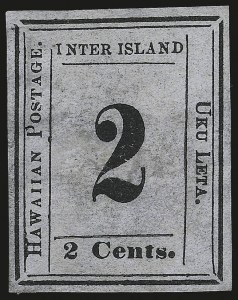 INTER ISLAND
HAWAIIAN POSTAGE.
2
UKU LETA.
2 Cents.